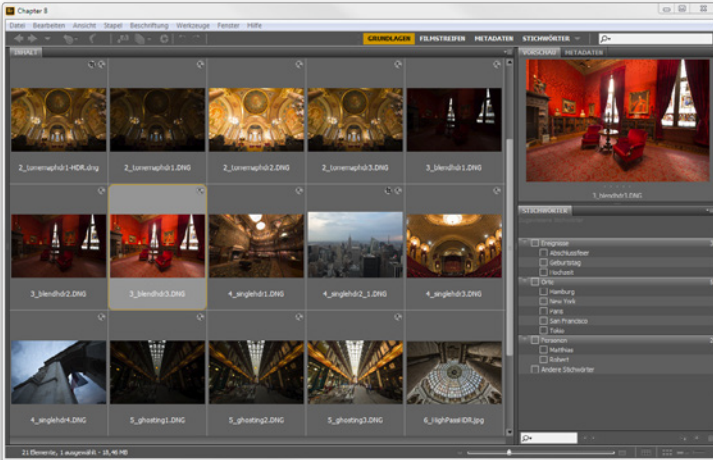 Chapter 8
Datei Bearbeiten Ansicht Stapel Beschriftung Werkzeuge Fenster Hilfe
GRUNDLAGEN FILMSTREIFEN METADATEN STICHWÖRTER
INHALT
VORSCHAU METADATEN
2_tonemaphdr1-HDR.dng 2_tonemaphdr1.DNG 2_tonemaphdr2.DNG 2_tonemaphdr3.DNG 3_blendhdr1.DNG
3_blendhdr3.DNG
3_blendhdr2.DNG 3_blendhdr3.DNG 4_singlehdr1.DNG 4_singlehdr2_1.DNG 4_singlehdr3.DNG
STICHWÖRTER
Ereignisse
Abschlussfeier
Geburtstag
Hochzeit
Orte
Hamburg
New York
Paris
San Francisco
Tokio
Personen
Matthias
Robert
Andere Stichwörter
4_singlehdr4.DNG 5_ghosting1.DNG 5_ghosting2.DNG 5_ghosting3.DNG 6_HighPassHDR.jpg
21 Elemente, 1 ausgewählt - 18,46 MB